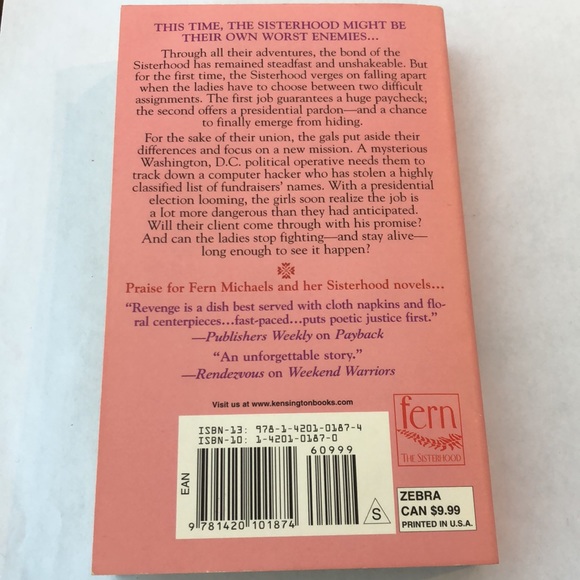 THIS TIME, THE SISTERHOOD MIGHT BE
THEIR OWN WORST ENEMIES…
Through all their adventures, the bond of the
Sisterhood has remained steadfast and unshakeable. But
for the first time, the Sisterhood verges on falling apart
when the ladies have to choose between two difficult
assignments. The first job guarantees a huge paycheck;
the second offers a presidential pardon—and a chance
to finally emerge from hiding.
For the sake of their union, the gals put aside their
differences and focus on a new mission. A mysterious
Washington, D.C. political operative needs them to
track down a computer hacker who has stolen a highly
classified list of fundraisers' names. With a presidential
election looming, the girls soon realize the job is
a lot more dangerous than they had anticipated.
Will their client come through with his promise?
And can the ladies stop fighting—and stay alive—
long enough to see it happen?
Praise for Fern Michaels and her Sisterhood novels…
“Revenge is a dish best served with cloth napkins and flo-
ral centerpieces…fast-paced…puts poetic justice first.”
—Publishers Weekly on Payback
“An unforgettable story.”
—Rendezvous on Weekend Warriors
Visit us at www.kensingtonbooks.com
ISBN-13: 978-1-4201-0187-4
ISBN-10: 1-4201-0187-0
60999
EAN
9 781420 101874
S
fern
THE SISTERHOOD
ZEBRA
CAN $9.99
PRINTED IN U.S.A.